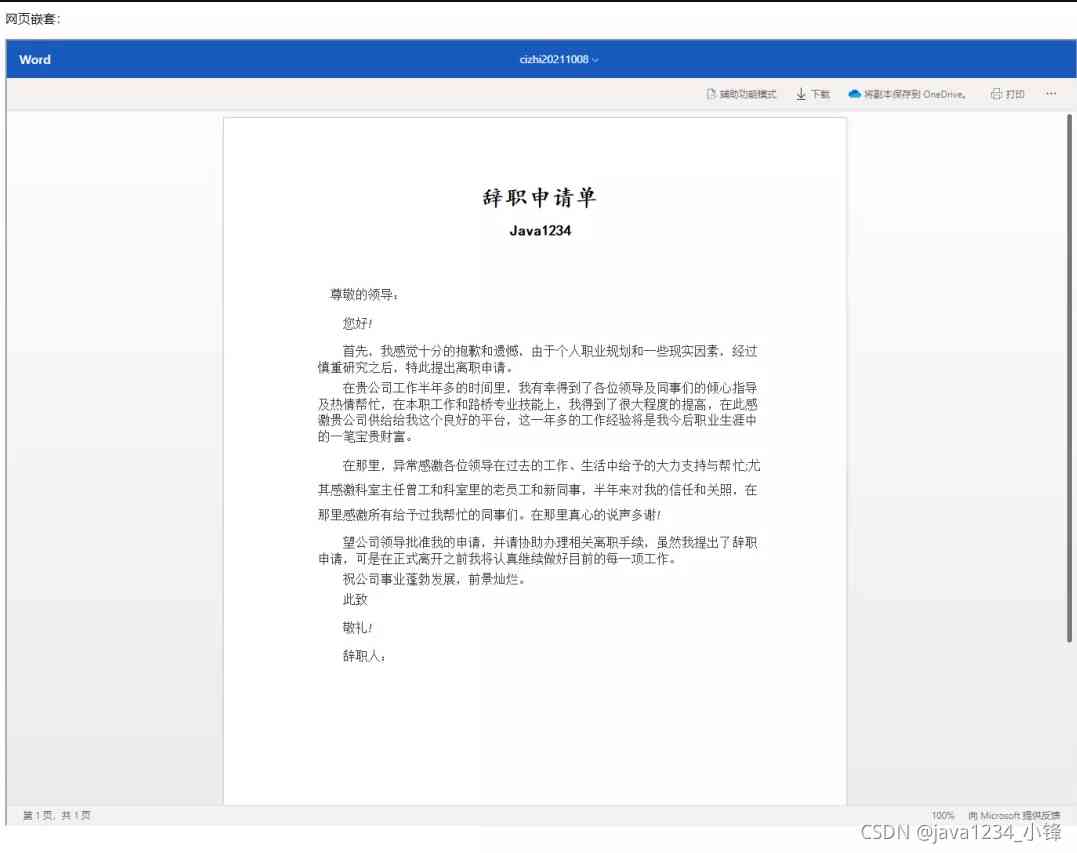 网页嵌套：
Word
cizhi20211008
辅助功能模式 下载 将副本保存到 OneDrive。 打印 ···
辞职申请单
Java1234
尊敬的领导：
您好！
首先，我感觉十分的抱歉和遗憾，由于个人职业规划和一些现实因素，经过
慎重研究之后，特此提出离职申请。
在贵公司工作半年多的时间里，我有幸得到了各位领导及同事们的倾心指导
及热情帮忙，在本职工作和路桥专业技能上，我得到了很大程度的提高，在此感
激贵公司供给给我这个良好的平台，这一年多的工作经验将是我今后职业生涯中
的一笔宝贵财富。
在那里，异常感激各位领导在过去的工作、生活中给予的大力支持与帮忙;尤
其感激科室主任曾工和科室里的老员工和新同事，半年来对我的信任和关照，在
那里感激所有给予过我帮忙的同事们。在那里真心的说声多谢！
望公司领导批准我的申请，并请协助办理相关离职手续，虽然我提出了辞职
申请，可是在正式离开之前我将认真继续做好目前的每一项工作。
祝公司事业蓬勃发展，前景灿烂。
此致
敬礼！
辞职人：
第 1 页，共 1 页 100% 向 Microsoft 提供反馈
CSDN @java1234_小锋